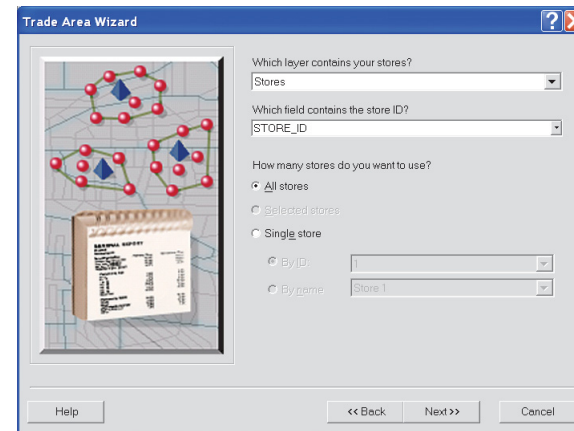 Trade Area Wizard
Which layer contains your stores?
Stores
Which field contains the store ID?
STORE_ID
How many stores do you want to use?
All stores
Selected stores
Single store
By ID:
1
By name
Store 1
Help
<< Back
Next >>
Cancel